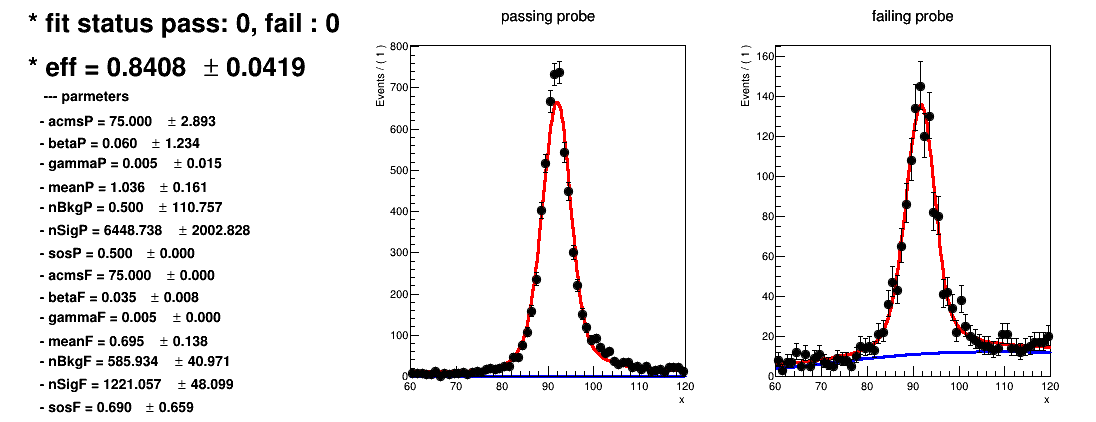 * fit status pass: 0, fail : 0
* eff = 0.8408 ± 0.0419
--- parmeters
- acmsP = 75.000 ± 2.893
- betaP = 0.060 ± 1.234
- gammaP = 0.005 ± 0.015
- meanP = 1.036 ± 0.161
- nBkgP = 0.500 ± 110.757
- nSigP = 6448.738 ± 2002.828
- sosP = 0.500 ± 0.000
- acmsF = 75.000 ± 0.000
- betaF = 0.035 ± 0.008
- gammaF = 0.005 ± 0.000
- meanF = 0.695 ± 0.138
- nBkgF = 585.934 ± 40.971
- nSigF = 1221.057 ± 48.099
- sosF = 0.690 ± 0.659
passing probe
Events / ( 1 )
800
700
600
500
400
300
200
100
0
60 70 80 90 100 110 120
x
failing probe
Events / ( 1 )
160
140
120
100
80
60
40
20
0
60 70 80 90 100 110 120
x